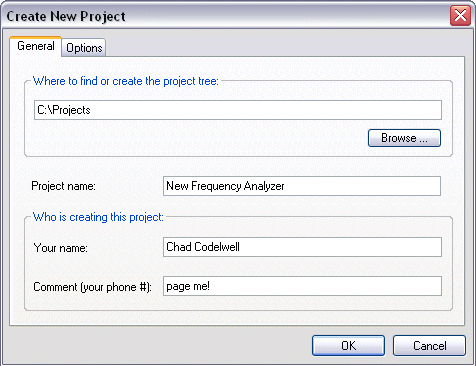 Create New Project
General Options
Where to find or create the project tree:
C:\Projects
Browse ...
Project name: New Frequency Analyzer
Who is creating this project:
Your name: Chad Codelwell
Comment (your phone #): page me!
OK Cancel